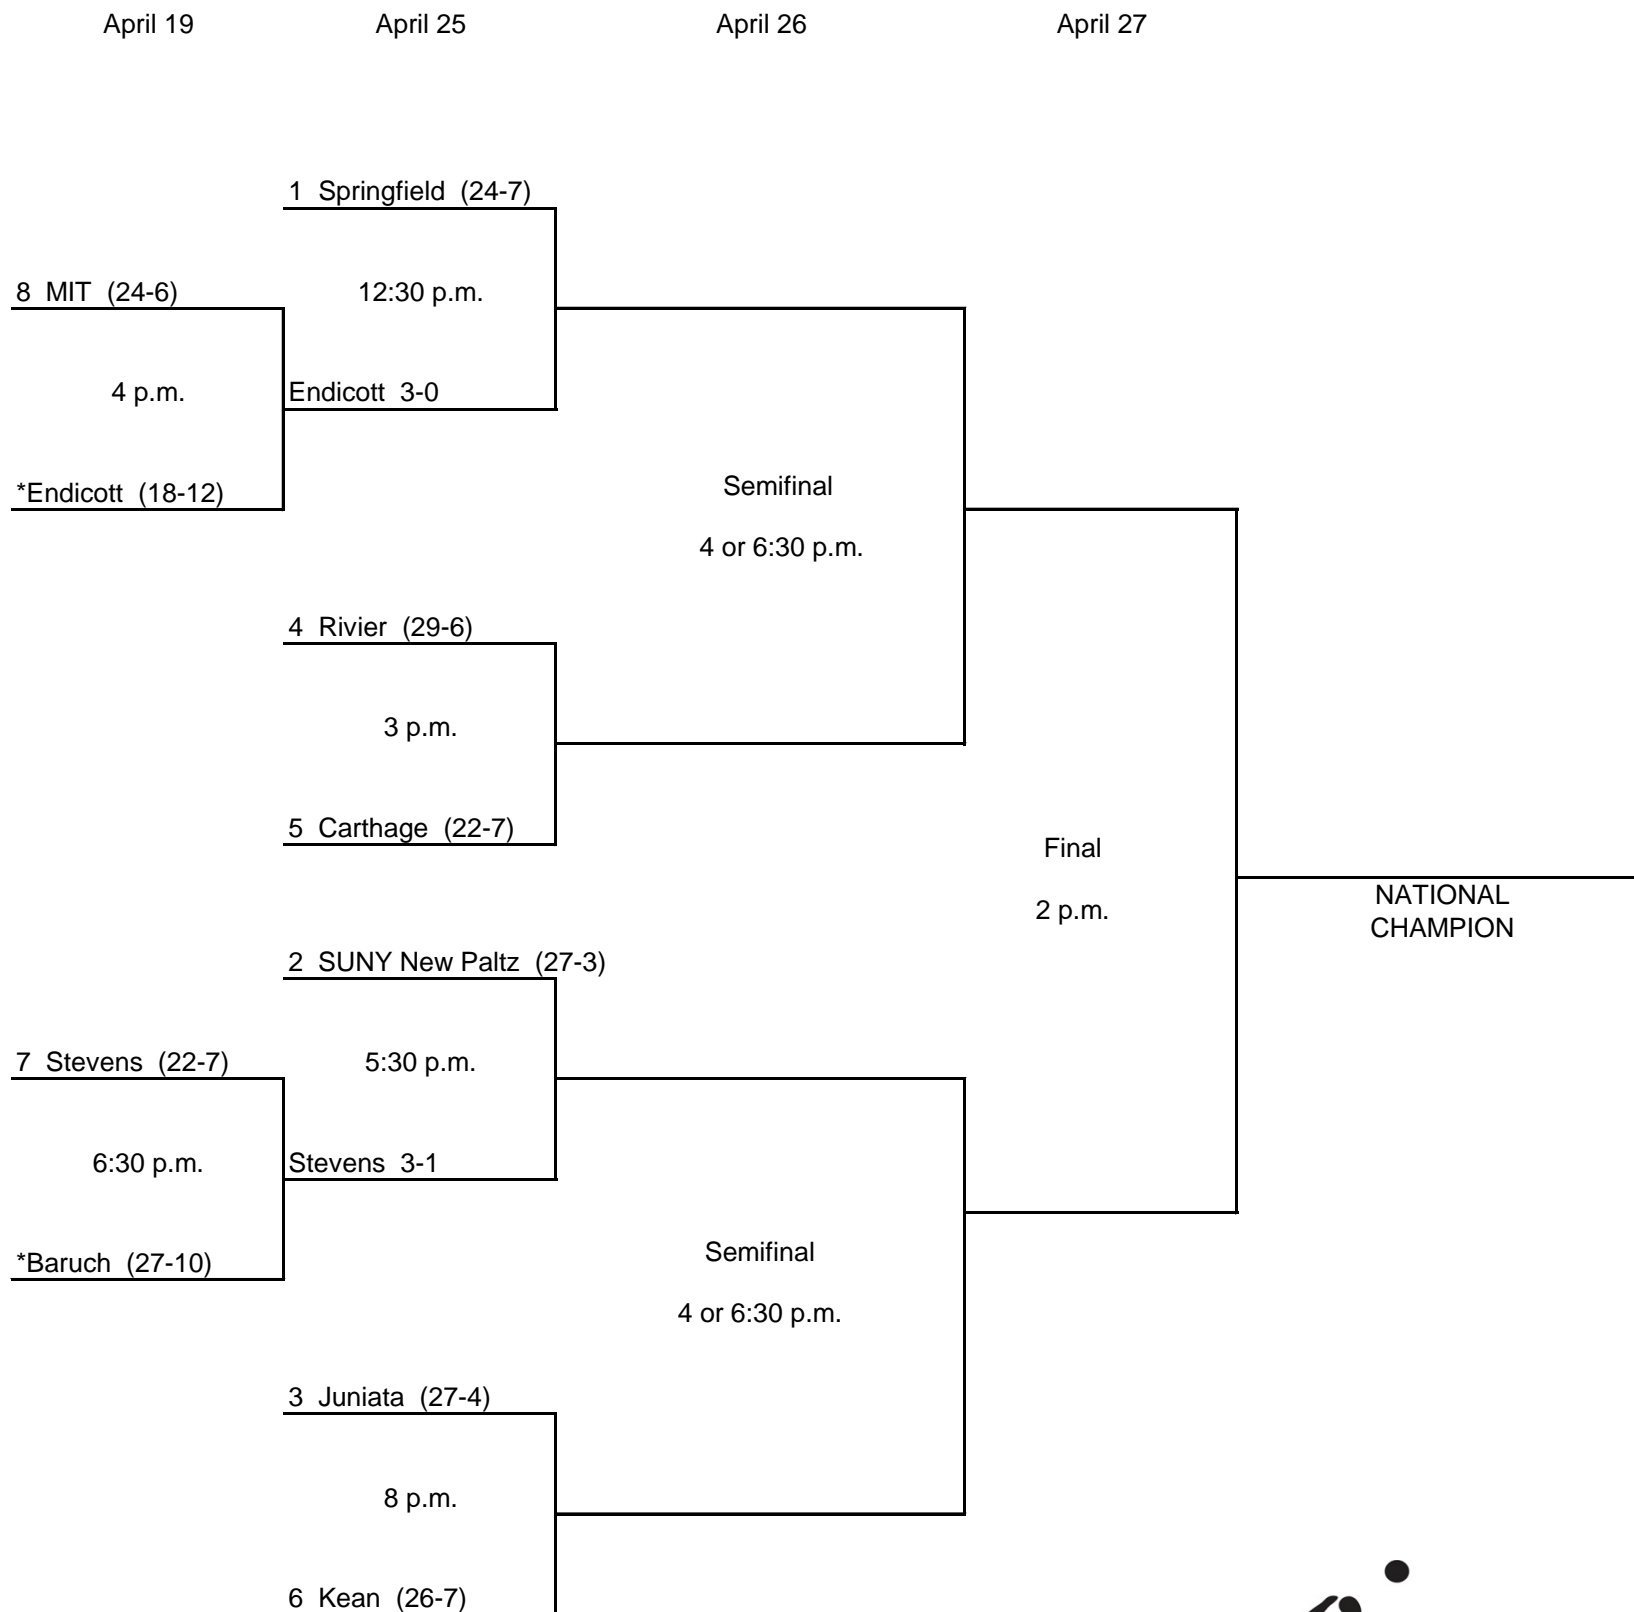 April 19 April 25 April 26 April 27
1 Springfield (24-7)
8 MIT (24-6) 12:30 p.m.
4 p.m. Endicott 3-0
*Endicott (18-12) Semifinal
4 or 6:30 p.m.
4 Rivier (29-6)
3 p.m.
5 Carthage (22-7)
Final
2 p.m. NATIONAL
CHAMPION
2 SUNY New Paltz (27-3)
7 Stevens (22-7) 5:30 p.m.
6:30 p.m. Stevens 3-1
*Baruch (27-10) Semifinal
4 or 6:30 p.m.
3 Juniata (27-4)
8 p.m.
6 Kean (26-7)